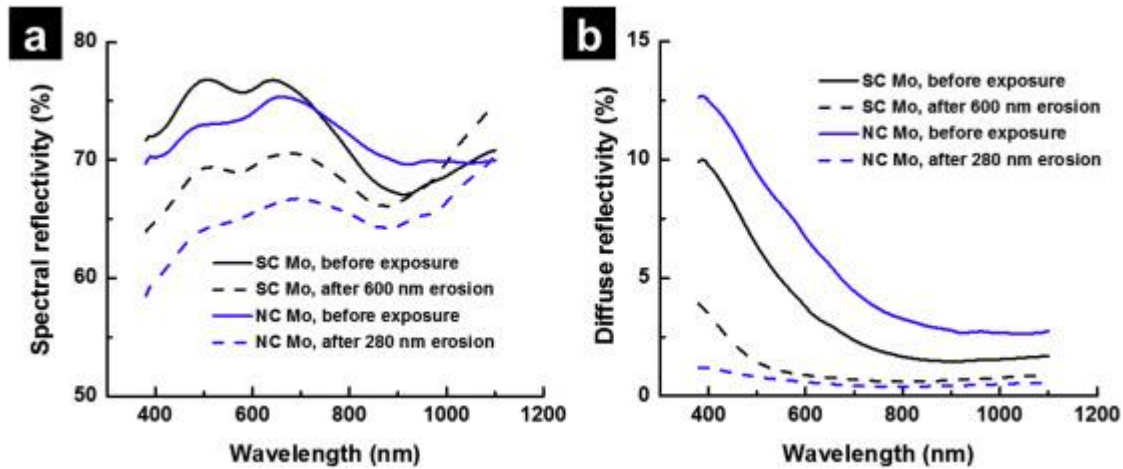 a
Spectral reflectivity (%)
80
70
60
50
SC Mo, before exposure
SC Mo, after 600 nm erosion
NC Mo, before exposure
NC Mo, after 280 nm erosion
400 600 800 1000 1200
Wavelength (nm)
b
Diffuse reflectivity (%)
15
10
5
0
SC Mo, before exposure
SC Mo, after 600 nm erosion
NC Mo, before exposure
NC Mo, after 280 nm erosion
400 600 800 1000 1200
Wavelength (nm)